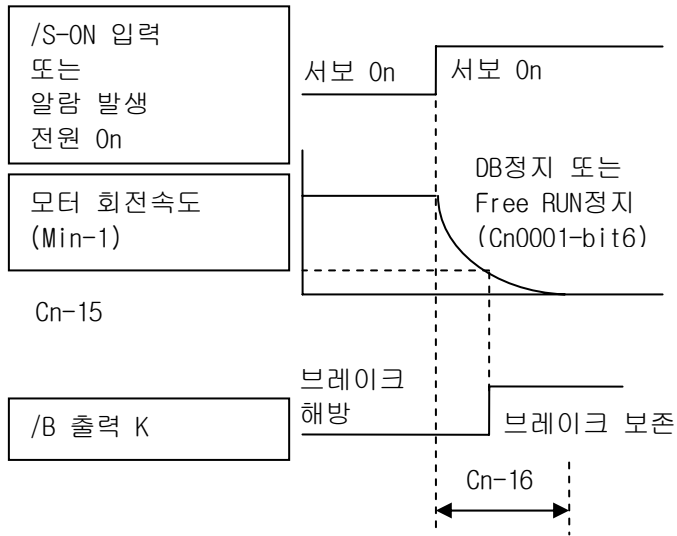 /S-ON 입력
또는
알람 발생
전원 On
서보 On
서보 On
모터 회전속도
(Min-1)
DB정지 또는
Free RUN정지
(Cn0001-bit6)
Cn-15
/B 출력 K
브레이크
해방
브레이크 보존
Cn-16